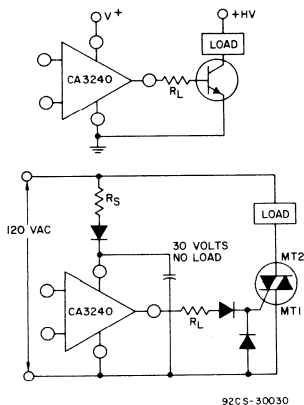 V+
+HV
LOAD
CA3240
RL
RS
120 VAC
30 VOLTS
NO LOAD
LOAD
CA3240
MT2
RL
MT1
92CS-30030